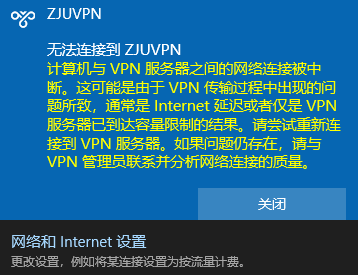 ZJUVPN
无法连接到 ZJUVPN
计算机与 VPN 服务器之间的网络连接被中
断。这可能是由于 VPN 传输过程中出现的问
题所致，通常是 Internet 延迟或者仅是 VPN
服务器已到达容量限制的结果。请尝试重新连
接到 VPN 服务器。如果问题仍存在，请与
VPN 管理员联系并分析网络连接的质量。
关闭
网络和 Internet 设置
更改设置，例如将某连接设置为按流量计费。